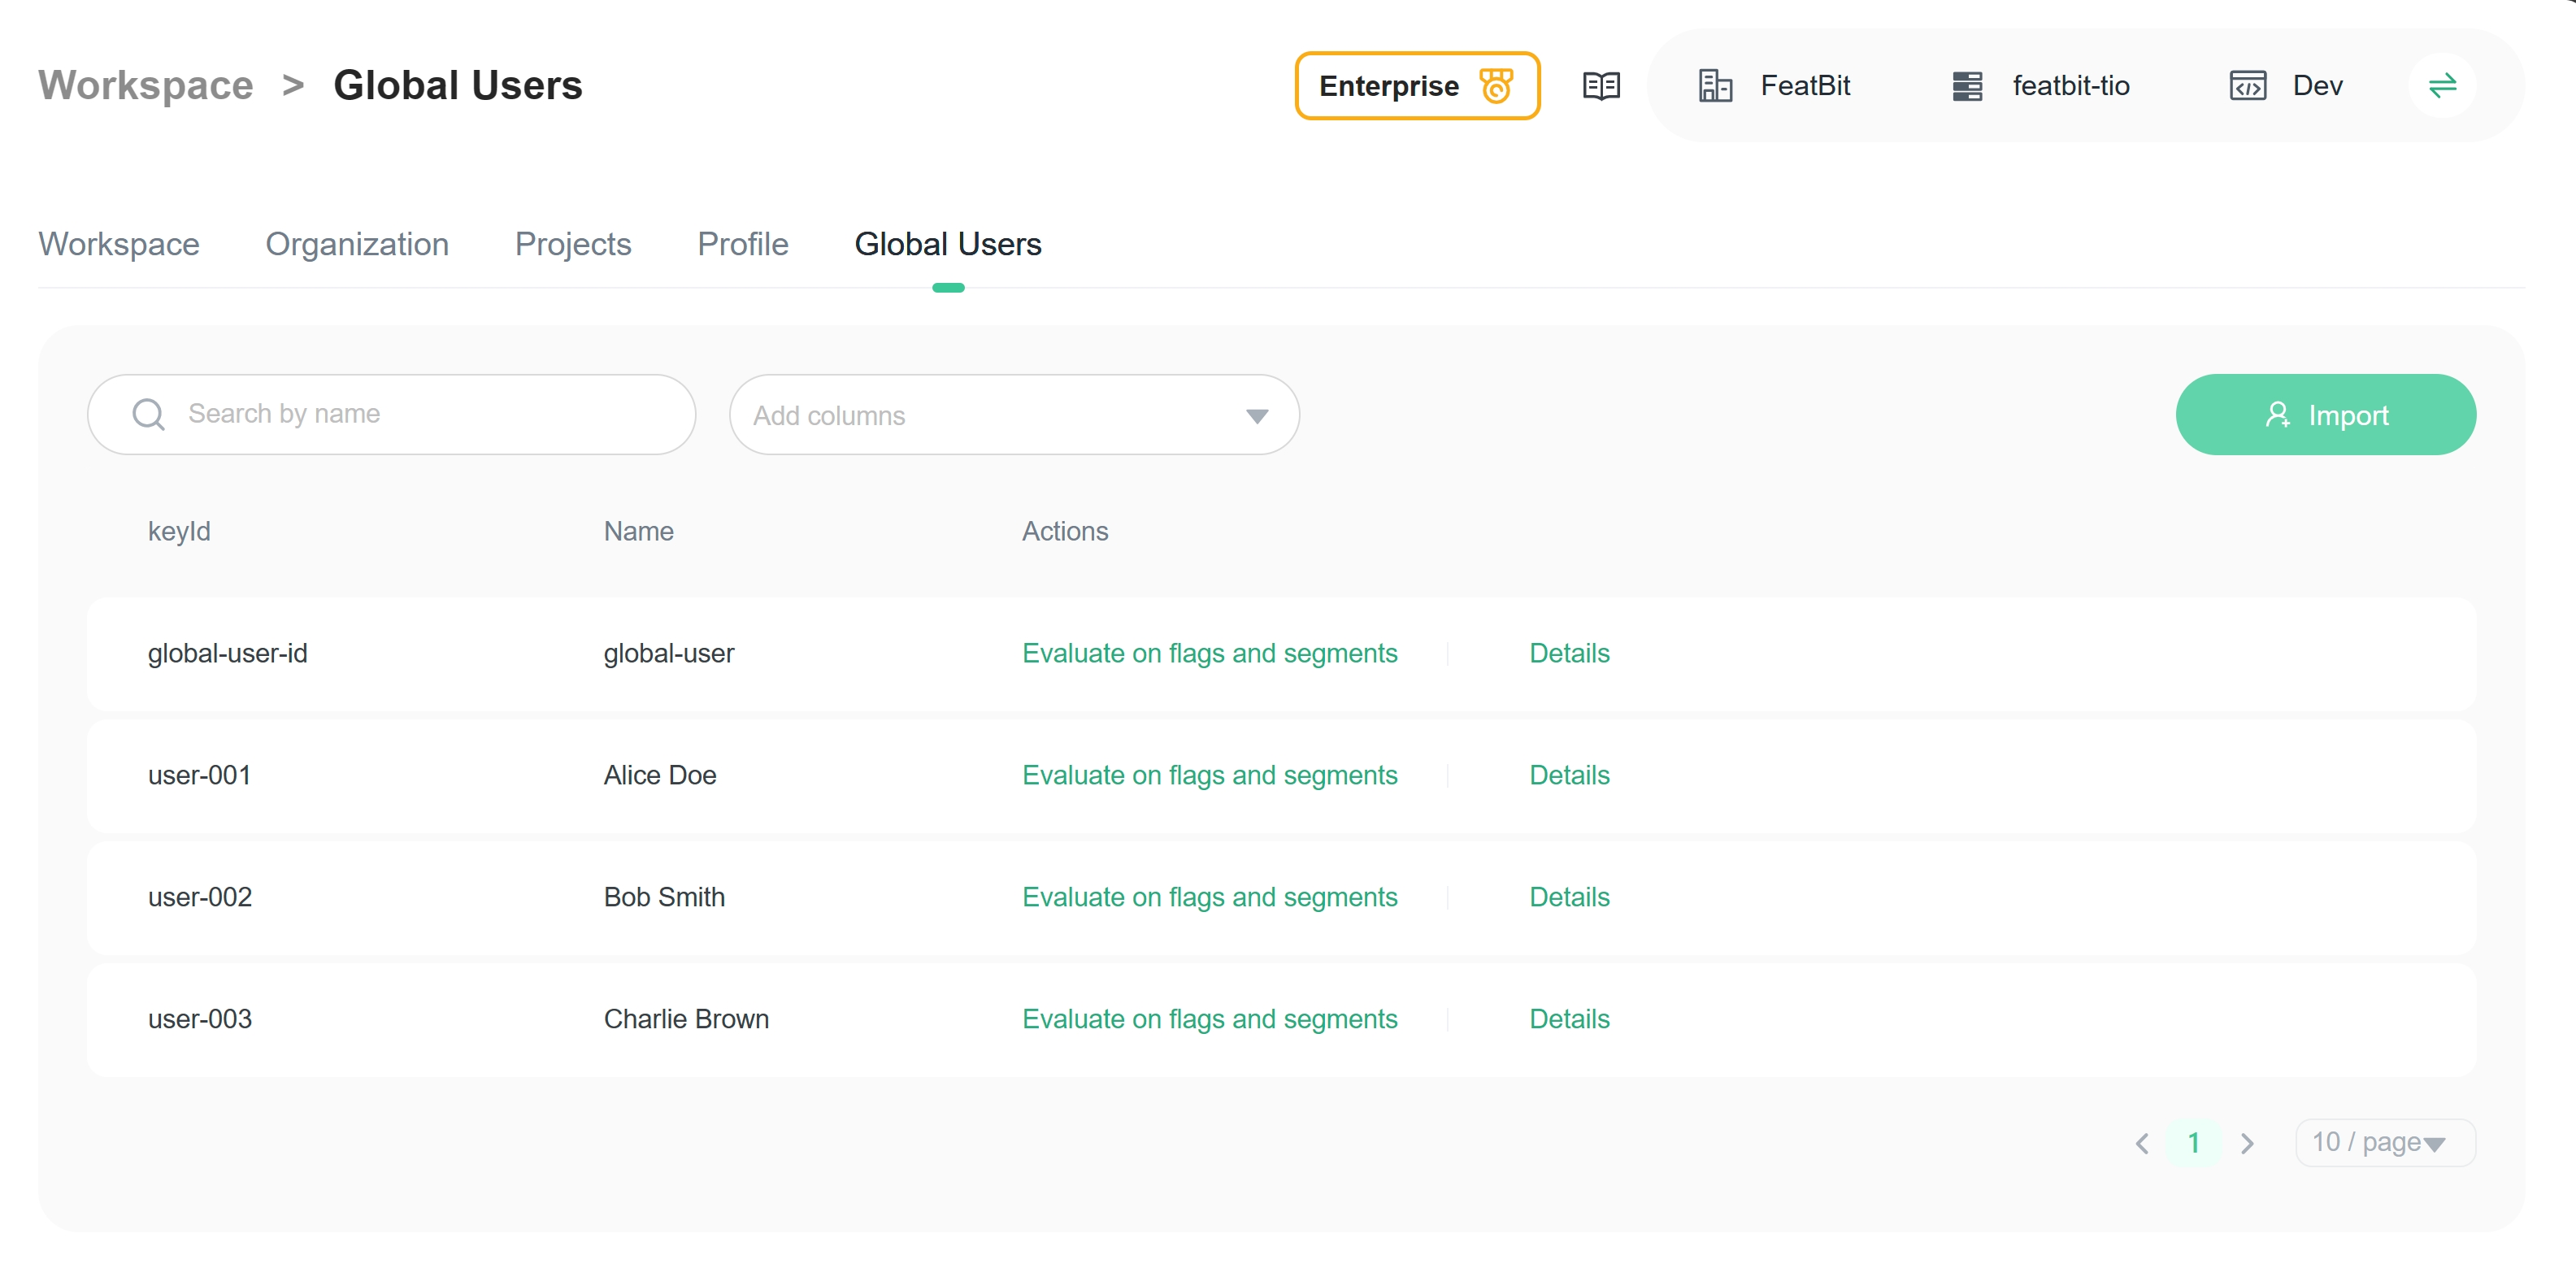 Workspace > Global Users
Enterprise
FeatBit
featbit-tio
Dev
Workspace Organization Projects Profile Global Users
Search by name
Add columns
Import
keyId Name Actions
global-user-id global-user Evaluate on flags and segments Details
user-001 Alice Doe Evaluate on flags and segments Details
user-002 Bob Smith Evaluate on flags and segments Details
user-003 Charlie Brown Evaluate on flags and segments Details
< 1 > 10 / page